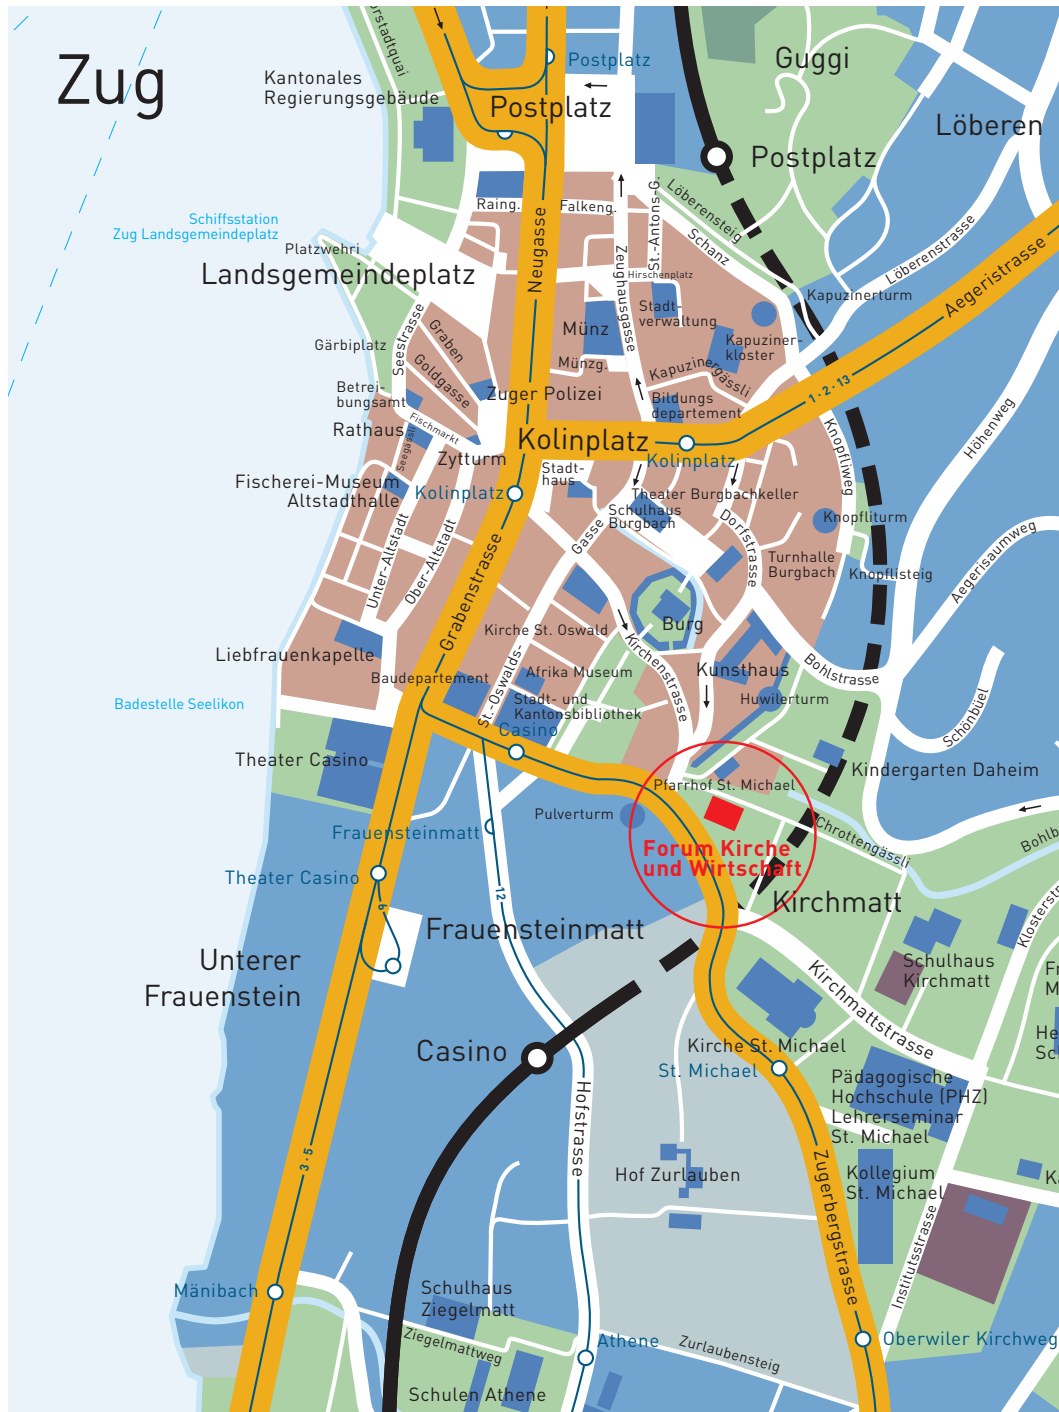 Zug
Vorstadtquai
Kantonales
Regierungsgebäude
Postplatz
Postplatz
Guggi
Löberen
Postplatz
Schiffsstation
Zug Landsgemeindeplatz
Platzwehri
Landsgemeindeplatz
Raing.
Falkeng.
Neugasse
Zeughausgasse
St.-Antons-G.
Löbersteig
Schanz
Hirschenplatz
Löberenstrasse
Aegeristrasse
Kapuzinerturm
Seestrasse
Graben
Goldgasse
Gärbiplatz
Münz
Stadt-
verwaltung
Kapuziner-
kloster
Münzg.
Kapuzinergässli
Betrei-
bungsamt
Zuger Polizei
Bildungs
departement
1·2·13
Höhenweg
Rathaus
Fischmarkt
Seegässli
Kolinplatz
Kolinplatz
Knopfliweg
Zytturm
Stadt-
haus
Fischerei-Museum
Altstadthalle
Kolinplatz
Theater Burgbachkeller
Schulhaus
Burgbach
Dorfstrasse
Knopfliturm
Unter-Altstadt
Ober-Altstadt
Grabenstrasse
Gasse
Turnhalle
Burgbach
Knopflisteig
Aegerisaumweg
Kirche St. Oswald
Burg
Kirchenstrasse
Liebfrauenkapelle
Baudepartement
St.-Oswalds-
Afrika Museum
Kunsthaus
Bohlstrasse
Stadt- und
Kantonsbibliothek
Huwilerturm
Schönbüel
Badestelle Seelikon
Casino
Theater Casino
Kindergarten Daheim
Pfarrhof St. Michael
Pulverturm
Frauensteinmatt
Forum Kirche
und Wirtschaft
Chrottengässli
Theater Casino
12
6
Kirchmatt
Frauensteinmatt
Unterer
Frauenstein
Kirchmattstrasse
Schulhaus
Kirchmatt
Casino
Kirche St. Michael
St. Michael
Pädagogische
Hochschule (PHZ)
Lehrerseminar
St. Michael
Hofstrasse
3·5
Hof Zurlauben
Kollegium
St. Michael
Zugerbergstrasse
Institutsstrasse
Mänibach
Schulhaus
Ziegelmatt
Ziegelmattweg
Athene
Zurlaubensteig
Oberwiler Kirchweg
Schulen Athene